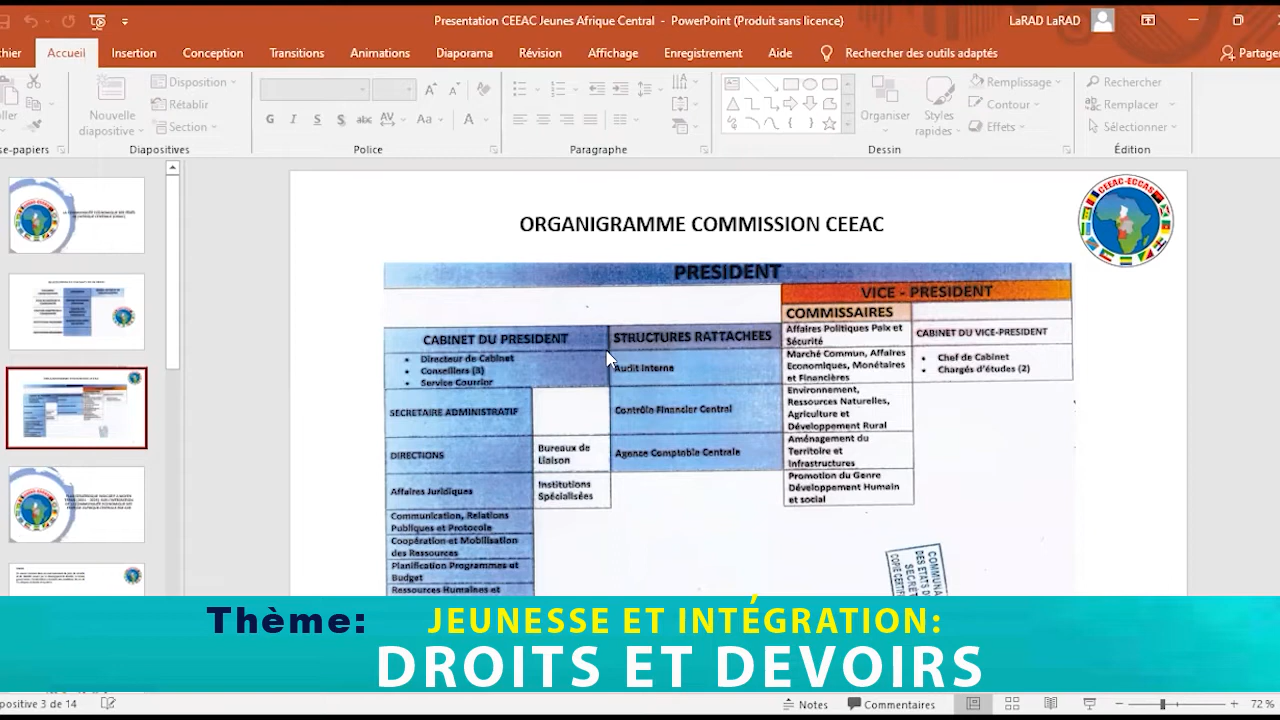 Presentation CEEAC Jeunes Afrique Central - PowerPoint (Produit sans licence)
LaRAD LaRAD
chier
Accueil
Insertion
Conception
Transitions
Animations
Diaporama
Révision
Affichage
Enregistrement
Aide
Rechercher des outils adaptés
Partager
oller
Nouvelle
diapositive
Disposition
Rétablir
Section
G I S S abc AV Aa A
Organiser
Styles
rapides
Remplissage
Contour
Effets
Rechercher
Remplacer
Sélectionner
sse-papiers
Diapositives
Police
Paragraphe
Dessin
Édition
CEEAC-ECCAS
ORGANIGRAMME COMMISSION CEEAC
PRESIDENT
VICE - PRESIDENT
COMMISSAIRES
CABINET DU PRESIDENT
• Directeur de Cabinet
• Conseillers (3)
• Service Courrier
SECRETAIRE ADMINISTRATIF
DIRECTIONS
Affaires Juridiques
Communication, Relations
Publiques et Protocole
Coopération et Mobilisation
des Ressources
Planification Programmes et
Budget
Ressources Humaines et
Bureaux de
Liaison
Institutions
Spécialisées
STRUCTURES RATTACHEES
Audit Interne
Contrôle Financier Central
Agence Comptable Centrale
Affaires Politiques Paix et
Sécurité
Marché Commun, Affaires
Economiques, Monétaires
et Financières
Environnement,
Ressources Naturelles,
Agriculture et
Développement Rural
Aménagement du
Territoire et
Infrastructures
Promotion du Genre
Développement Humain
et social
CABINET DU VICE-PRESIDENT
• Chef de Cabinet
• Chargés d'études (2)
Thème:
JEUNESSE ET INTÉGRATION:
DROITS ET DEVOIRS
positive 3 de 14
Notes
Commentaires
72 %